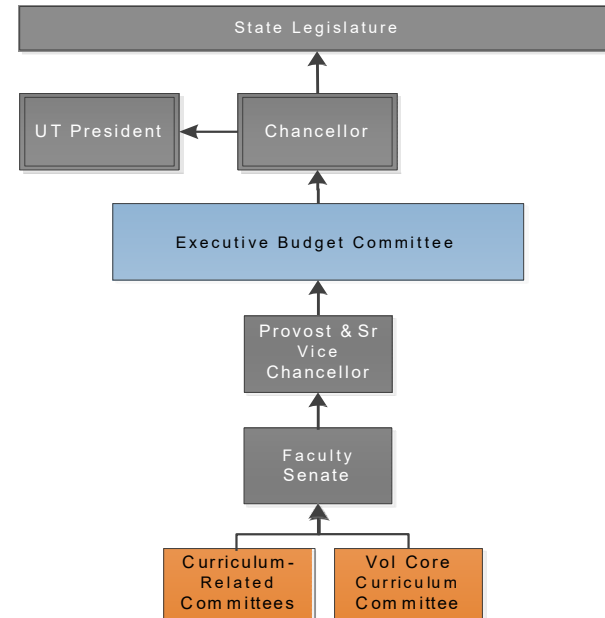 State Legislature
UT President
Chancellor
Executive Budget Committee
Provost & Sr
Vice
Chancellor
Faculty
Senate
Curriculum-
Related
Committees
Vol Core
Curriculum
Committee